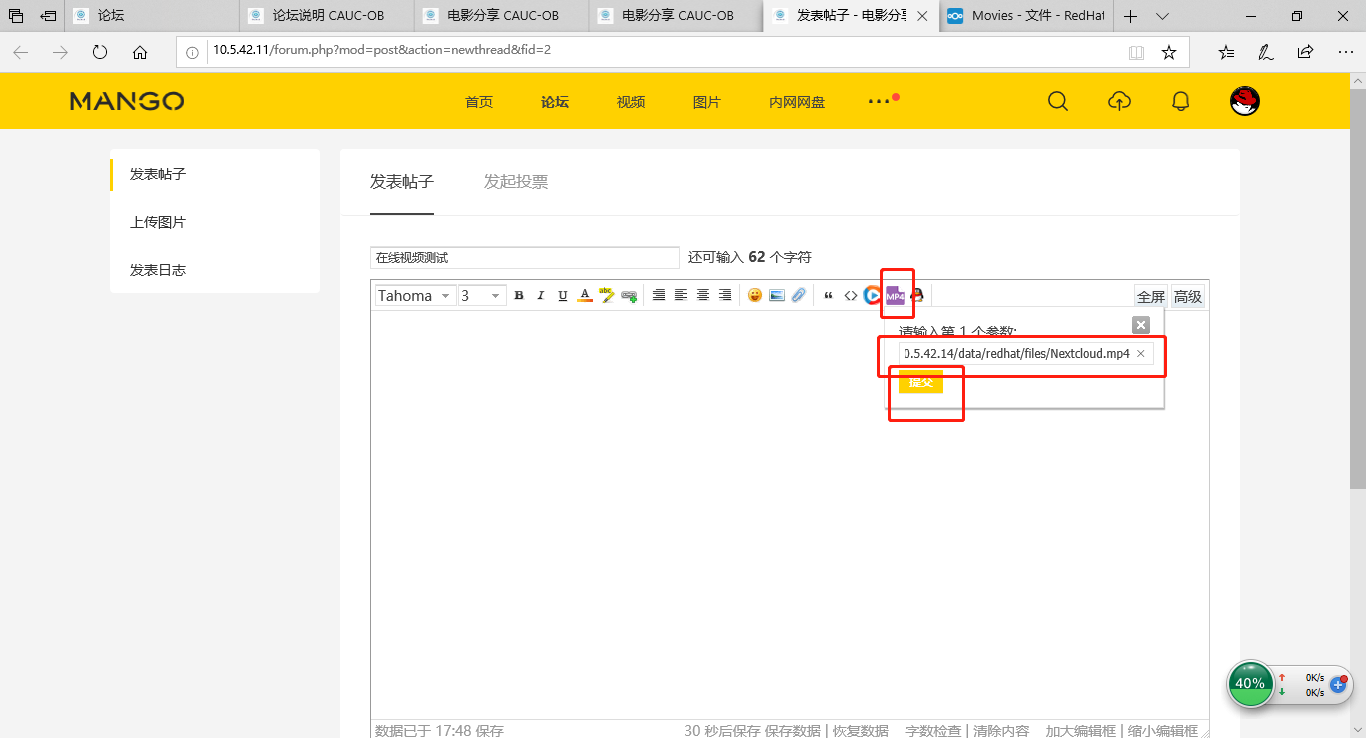 论坛
论坛说明 CAUC-OB
电影分享 CAUC-OB
电影分享 CAUC-OB
发表帖子 - 电影分享
Movies - 文件 - RedHat
10.5.42.11/forum.php?mod=post&action=newthread&fid=2
MANGO
首页
论坛
视频
图片
内网网盘
发表帖子
上传图片
发表日志
发表帖子
发起投票
在线视频测试
还可输入 62 个字符
Tahoma
3
B
I
U
A
abc
MP4
全屏
高级
请输入第 1 个参数:
0.5.42.14/data/redhat/files/Nextcloud.mp4
提交
数据已于 17:48 保存
30 秒后保存 保存数据 | 恢复数据
字数检查 | 清除内容
加大编辑框 | 缩小编辑框
40%
0K/s
0K/s